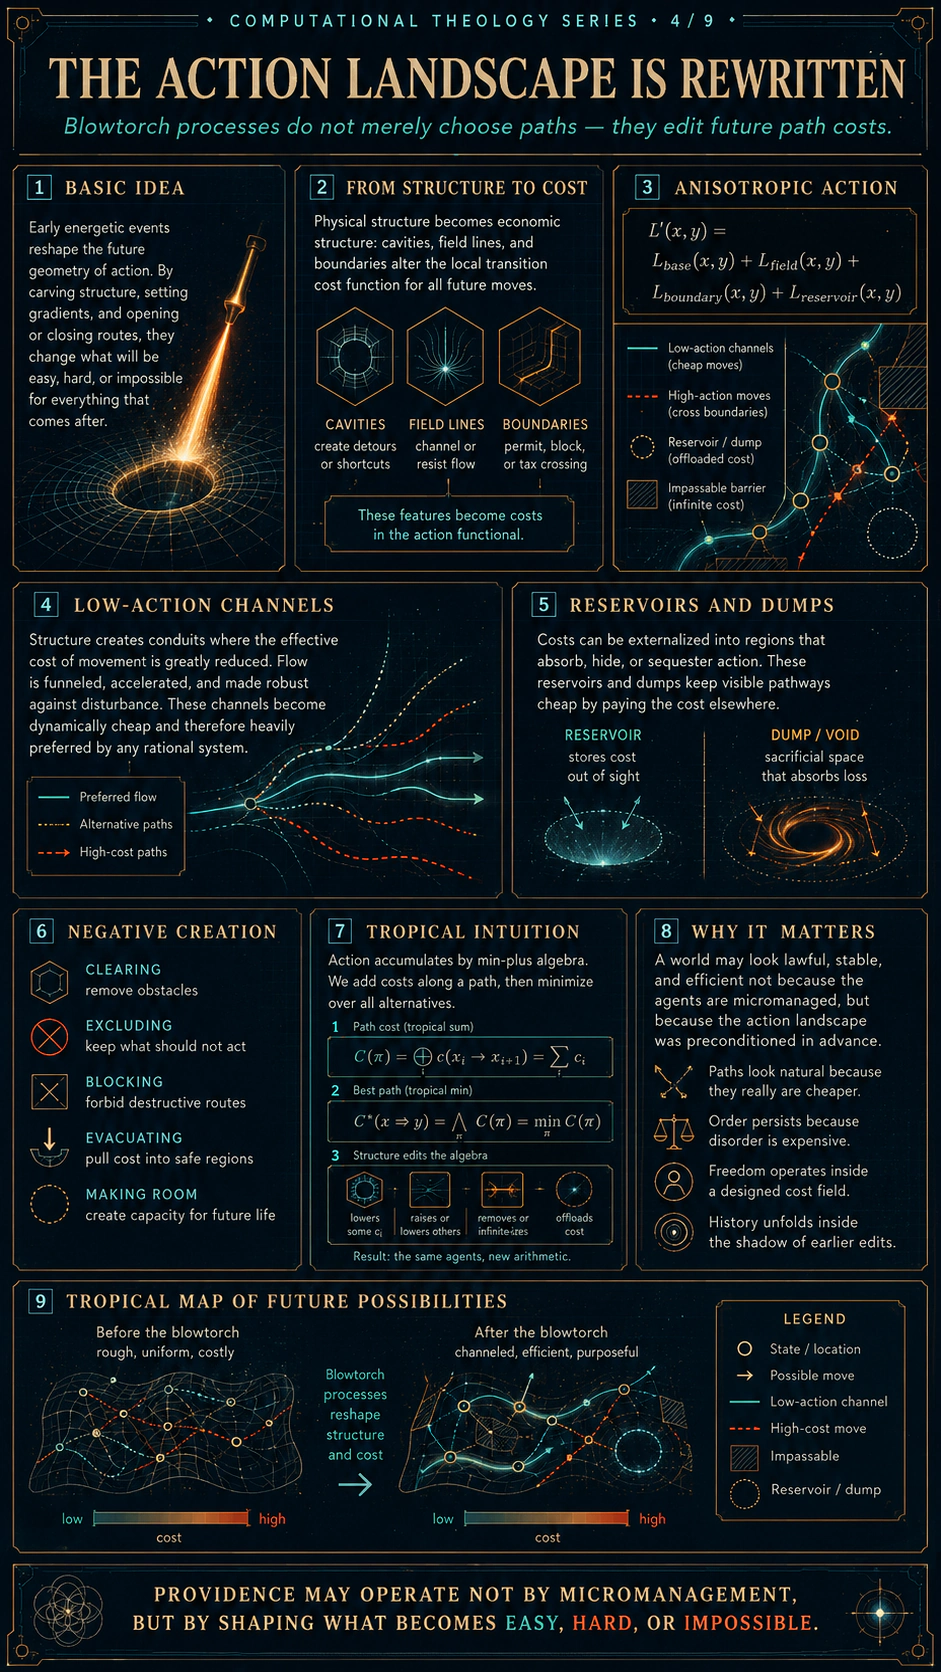 • COMPUTATIONAL THEOLOGY SERIES • 4 / 9 •
THE ACTION LANDSCAPE IS REWRITTEN
Blowtorch processes do not merely choose paths — they edit future path costs.
1 BASIC IDEA
Early energetic events
reshape the future
geometry of action. By
carving structure, setting
gradients, and opening
or closing routes, they
change what will be
easy, hard, or impossible
for everything that
comes after.
2 FROM STRUCTURE TO COST
Physical structure becomes economic
structure: cavities, field lines, and
boundaries alter the local transition
cost function for all future moves.
CAVITIES
create detours
or shortcuts
FIELD LINES
channel or
resist flow
BOUNDARIES
permit, block,
or tax crossing
These features become costs
in the action functional.
3 ANISOTROPIC ACTION
L′(x, y) =
L_base(x, y) + L_field(x, y) +
L_boundary(x, y) + L_reservoir(x, y)
Low-action channels
(cheap moves)
High-action moves
(cross boundaries)
Reservoir / dump
(offloaded cost)
Impassable barrier
(infinite cost)
4 LOW-ACTION CHANNELS
Structure creates conduits where the effective
cost of movement is greatly reduced. Flow
is funneled, accelerated, and made robust
against disturbance. These channels become
dynamically cheap and therefore heavily
preferred by any rational system.
Preferred flow
Alternative paths
High-cost paths
5 RESERVOIRS AND DUMPS
Costs can be externalized into regions that
absorb, hide, or sequester action. These
reservoirs and dumps keep visible pathways
cheap by paying the cost elsewhere.
RESERVOIR
stores cost
out of sight
DUMP / VOID
sacrificial space
that absorbs loss
6 NEGATIVE CREATION
CLEARING
remove obstacles
EXCLUDING
keep what should not act
BLOCKING
forbid destructive routes
EVACUATING
pull cost into safe regions
MAKING ROOM
create capacity for future life
7 TROPICAL INTUITION
Action accumulates by min-plus algebra.
We add costs along a path, then minimize
over all alternatives.
1 Path cost (tropical sum)
C(π) = ⊕_i c(x_i → x_{i+1}) = ∑_i c_i
2 Best path (tropical min)
C*(x ⇒ y) = ⋀_π C(π) = min_π C(π)
3 Structure edits the algebra
lowers
some c_i
raises or
lowers others
removes or
offloads
cost
Result: the same agents, new arithmetic.
8 WHY IT MATTERS
A world may look lawful, stable,
and efficient not because the
agents are micromanaged, but
because the action landscape
was preconditioned in advance.
Paths look natural because
they really are cheaper.
Order persists because
disorder is expensive.
Freedom operates inside
a designed cost field.
History unfolds inside
the shadow of earlier edits.
9 TROPICAL MAP OF FUTURE POSSIBILITIES
Before the blowtorch
rough, uniform, costly
low
high
cost
Blowtorch
processes
reshape
structure
and cost
After the blowtorch
channeled, efficient, purposeful
low
high
cost
LEGEND
State / location
Possible move
Low-action channel
High-cost move
Impassable
Reservoir / dump
PROVIDENCE MAY OPERATE NOT BY MICROMANAGEMENT,
BUT BY SHAPING WHAT BECOMES EASY, HARD, OR IMPOSSIBLE.